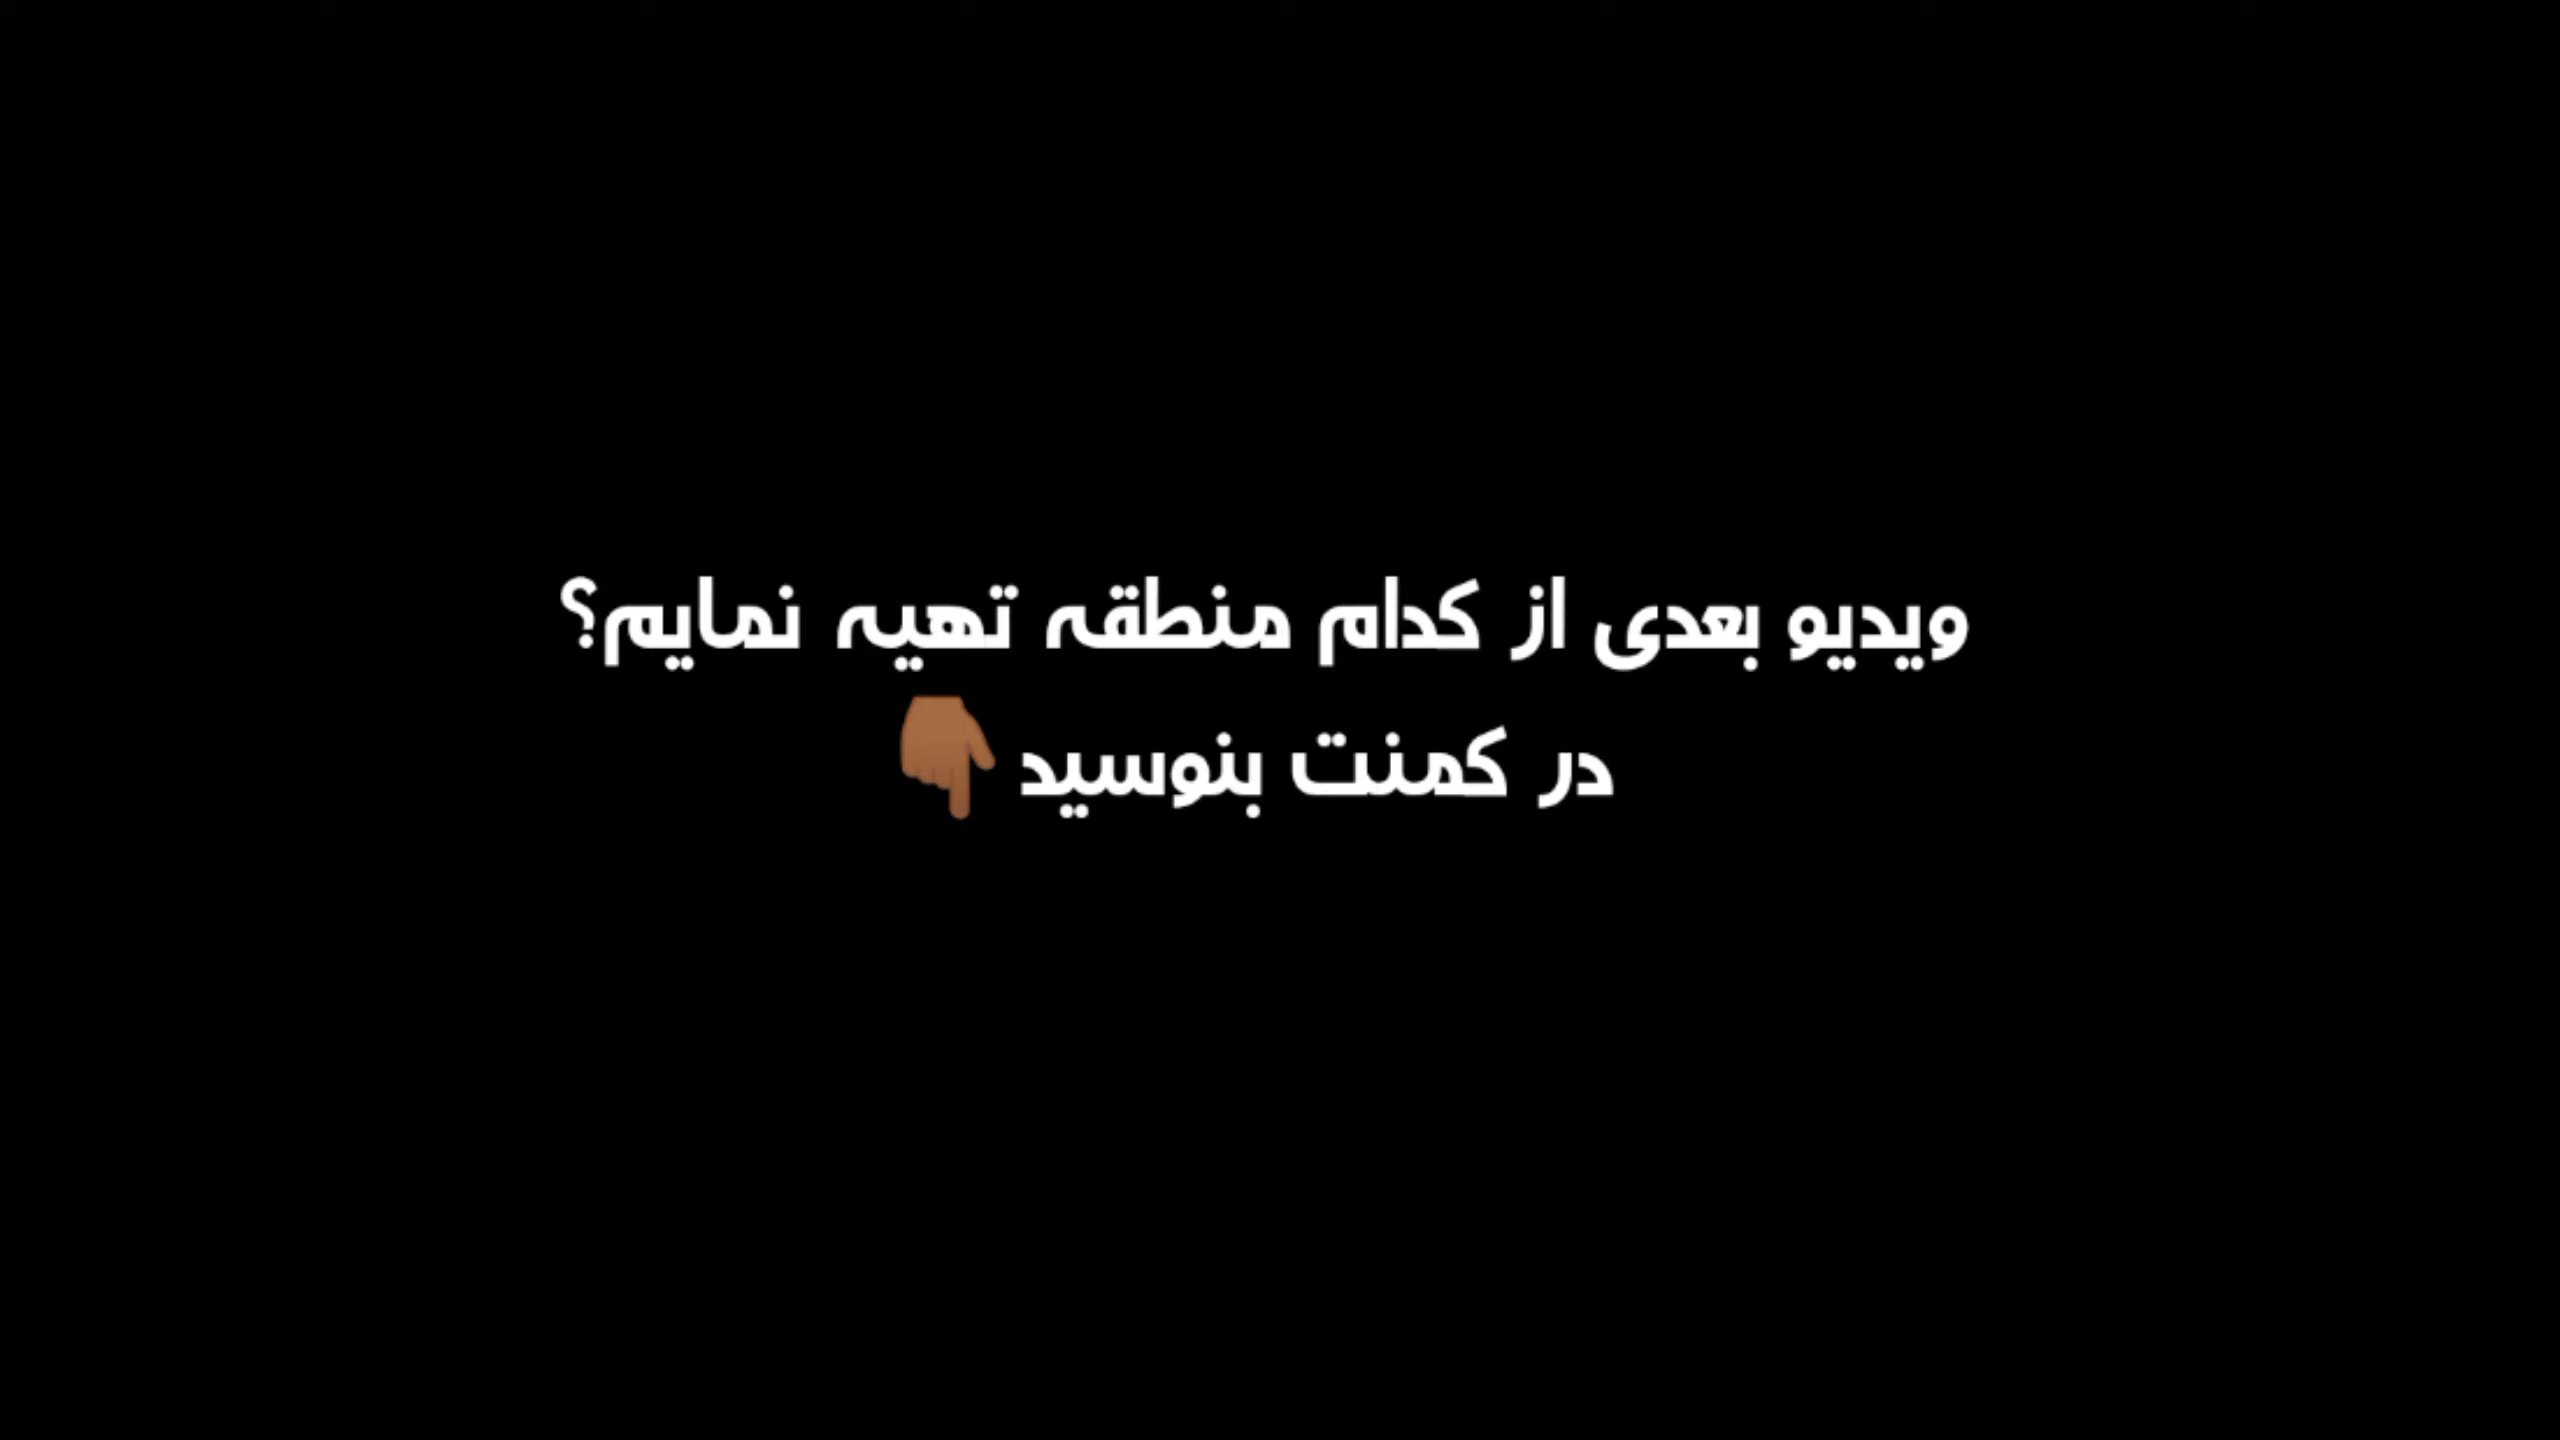 ویدیو بعدی از کدام منطقه تهیه نمایم؟
در کمنت بنوسید👇🏾